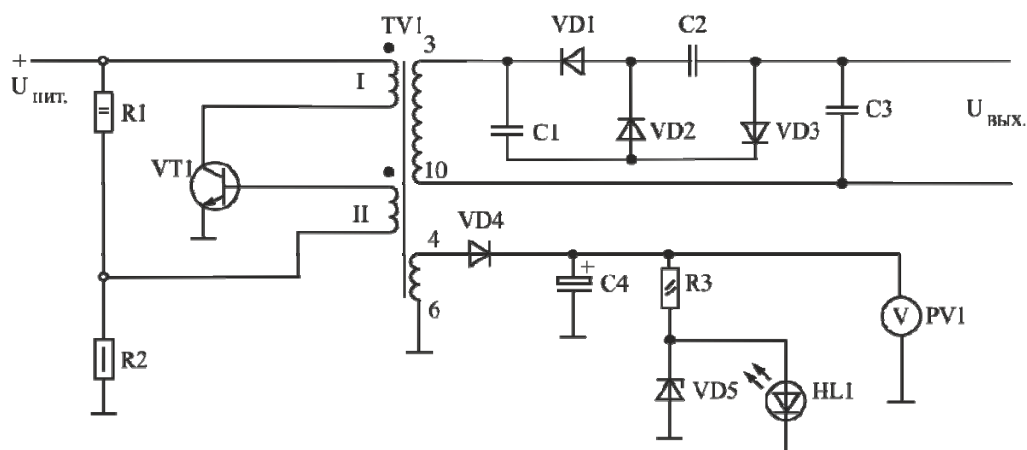 TV1
3
VD1
C2
+
U пит.
I
R1
C1
VD2
VD3
C3
U вых.
VT1
10
II
VD4
4
+
C4
R3
6
V
PV1
R2
VD5
HL1